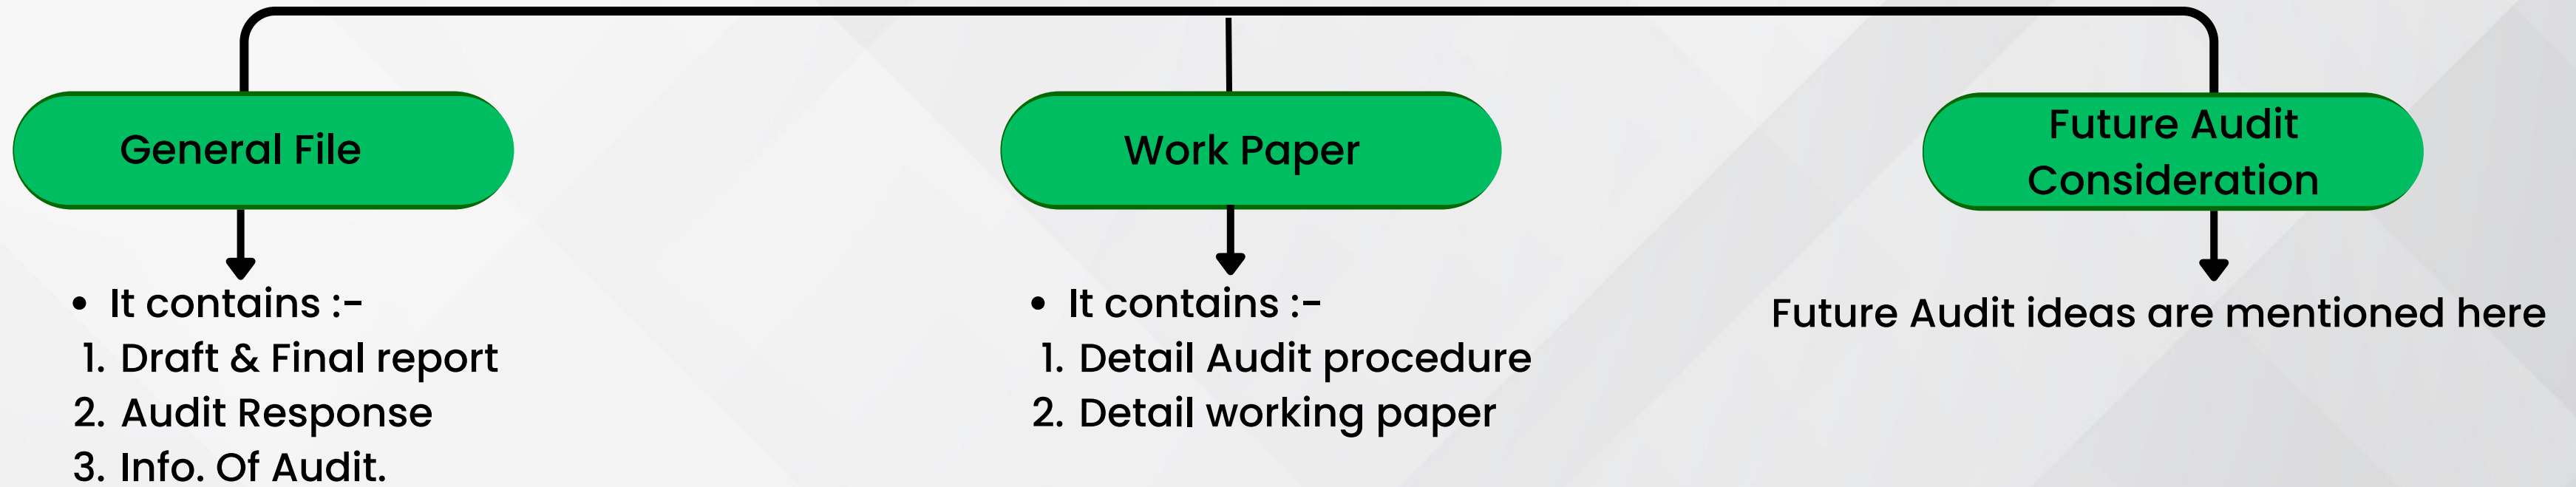 General File
Work Paper
Future Audit
Consideration
• It contains :-
1. Draft & Final report
2. Audit Response
3. Info. Of Audit.
• It contains :-
1. Detail Audit procedure
2. Detail working paper
Future Audit ideas are mentioned here